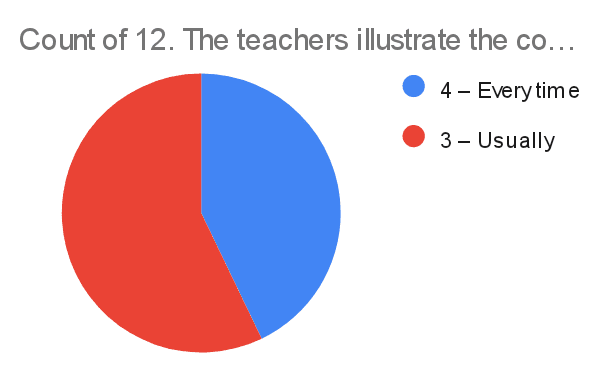 Count of 12. The teachers illustrate the co…
4 – Every time
3 – Usually